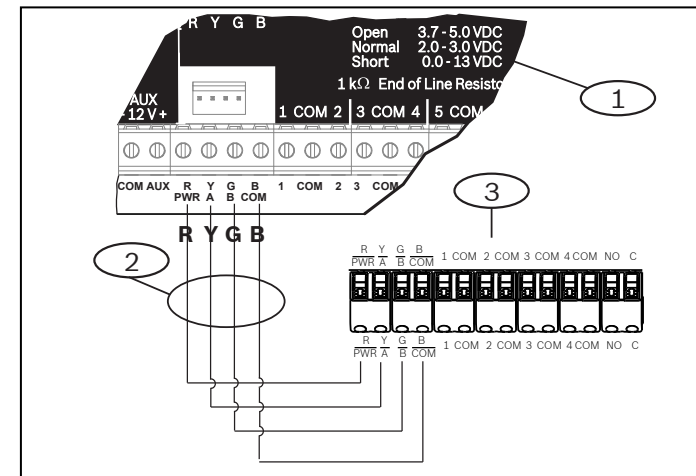 R Y G B
Open 3.7 - 5.0 VDC
Normal 2.0 - 3.0 VDC
Short 0.0 - 13 VDC
1 kΩ End of Line Resisto
AUX
- 12 V +
1 COM 2 3 COM 4 5 COM
COM AUX R Y G B 1 COM 2 3 COM
PWR A B COM
R Y G B
1
2
3
R Y G B
PWR A B COM 1 COM 2 COM 3 COM 4 COM NO C
R Y G B
PWR A B COM 1 COM 2 COM 3 COM 4 COM NO C